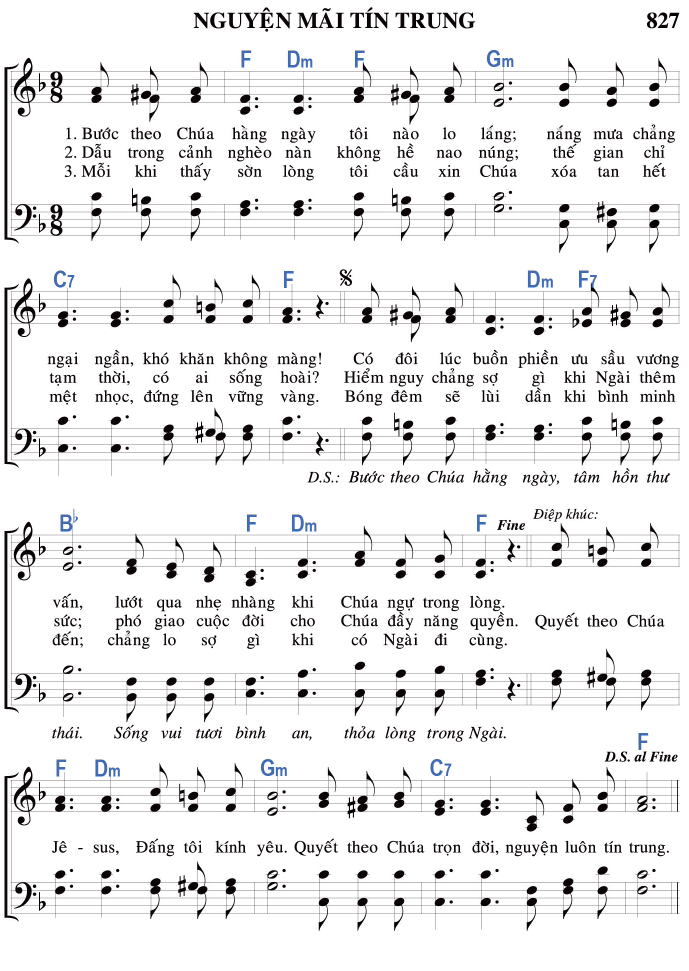 NGUYỆN MÃI TÍN TRUNG 827
F Dm F Gm
1. Bước theo Chúa hàng ngày tôi nào lo láng; náng mưa chảng
2. Dẫu trong cảnh nghèo nàn không hề nao núng; thế gian chỉ
3. Mỗi khi thấy sờn lòng tôi cầu xin Chúa xóa tan hết
C7 F Dm F7
ngại ngần, khó khăn không màng! Có đôi lúc buồn phiền ưu sầu vương
tạm thời, có ai sống hoài? Hiểm nguy chẳng sợ gì khi Ngài thêm
mệt nhọc, đứng lên vững vàng. Bóng đêm sẽ lùi dần khi bình minh
D.S.: Bước theo Chúa hằng ngày, tâm hồn thư
B♭ F Dm F Fine Điệp khúc:
vấn, lướt qua nhẹ nhàng khi Chúa ngự trong lòng.
sức; phó giao cuộc đời cho Chúa đầy năng quyền. Quyết theo Chúa
đến; chẳng lo sợ gì khi có Ngài đi cùng.
thái. Sống vui tươi bình an, thỏa lòng trong Ngài.
F Dm Gm C7 D.S. al Fine F
Jê - sus, Đấng tôi kính yêu. Quyết theo Chúa trọn đời, nguyện luôn tín trung.